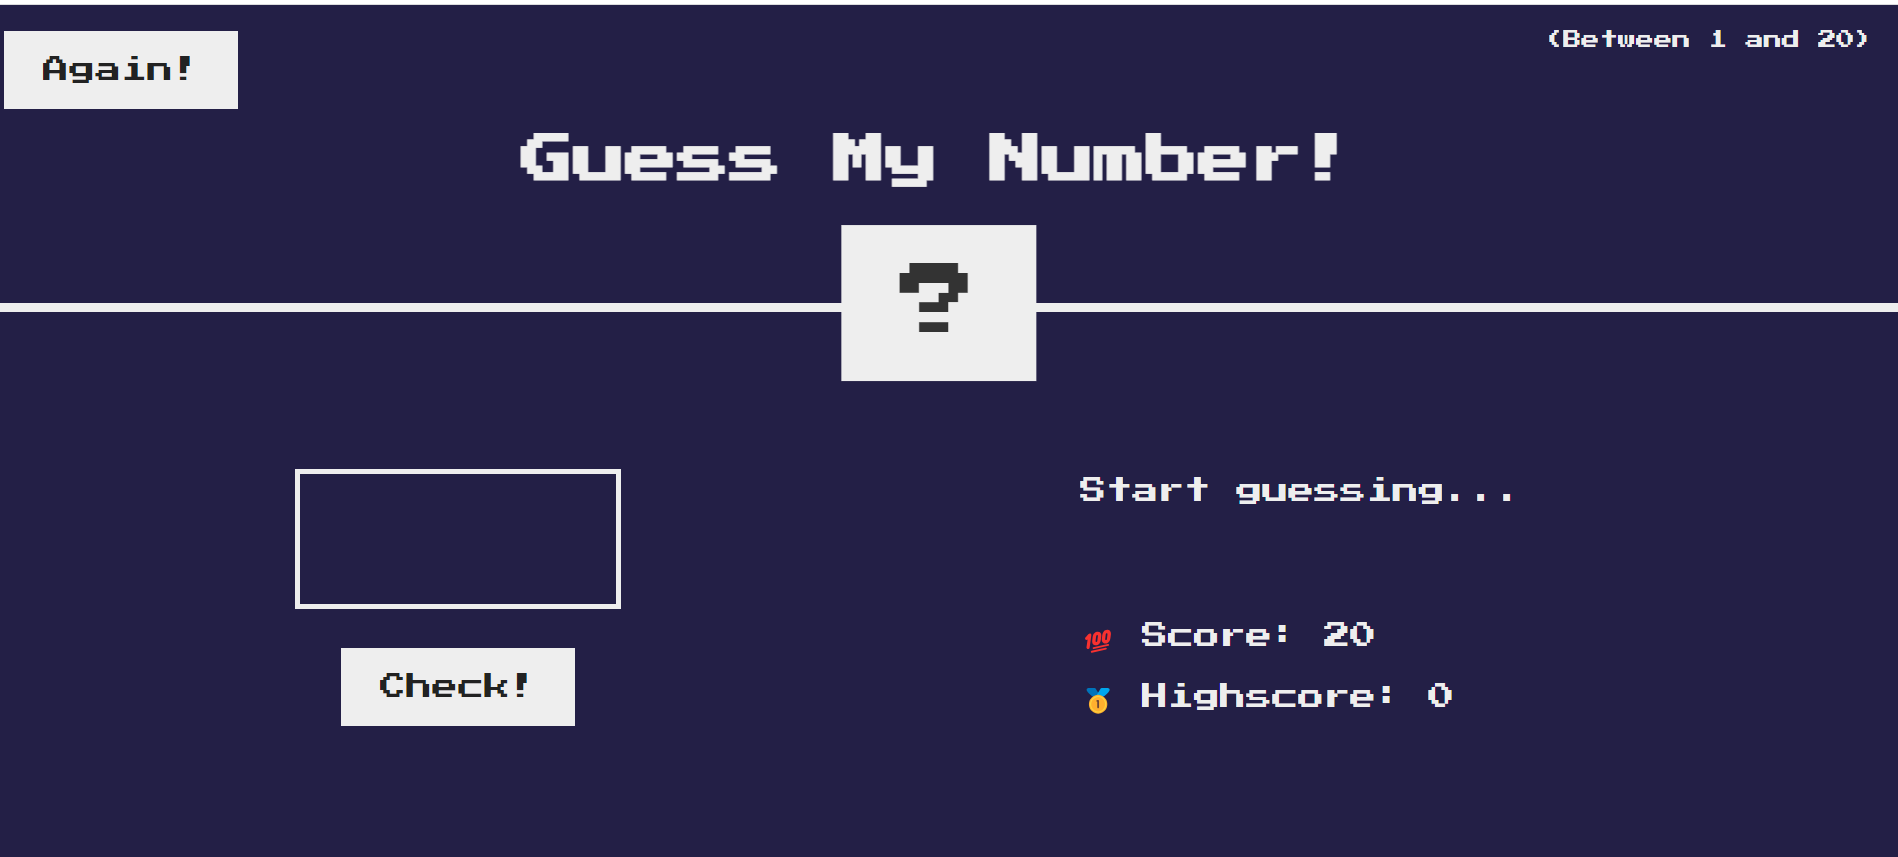 Again!
(Between 1 and 20)
Guess My Number!
?
Start guessing...
💯 Score: 20
🥇 Highscore: 0
Check!